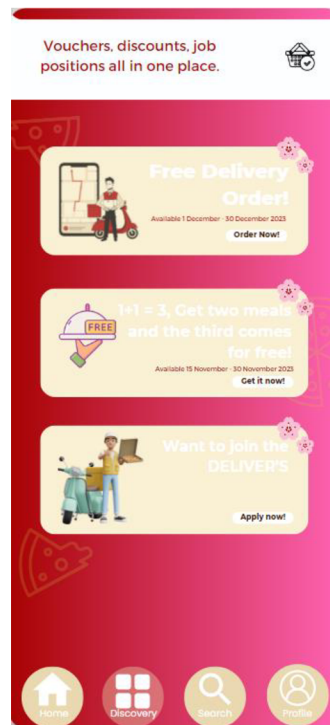 Vouchers, discounts, job
positions all in one place.
Free Delivery
Order!
Available 1 December - 30 December 2023
Order Now!
1+1 = 3, Get two meals
and the third comes
for free!
FREE
Available 15 November - 30 November 2023
Get it now!
Want to join the
DELIVER'S
Apply now!
Home
Discovery
Search
Profile